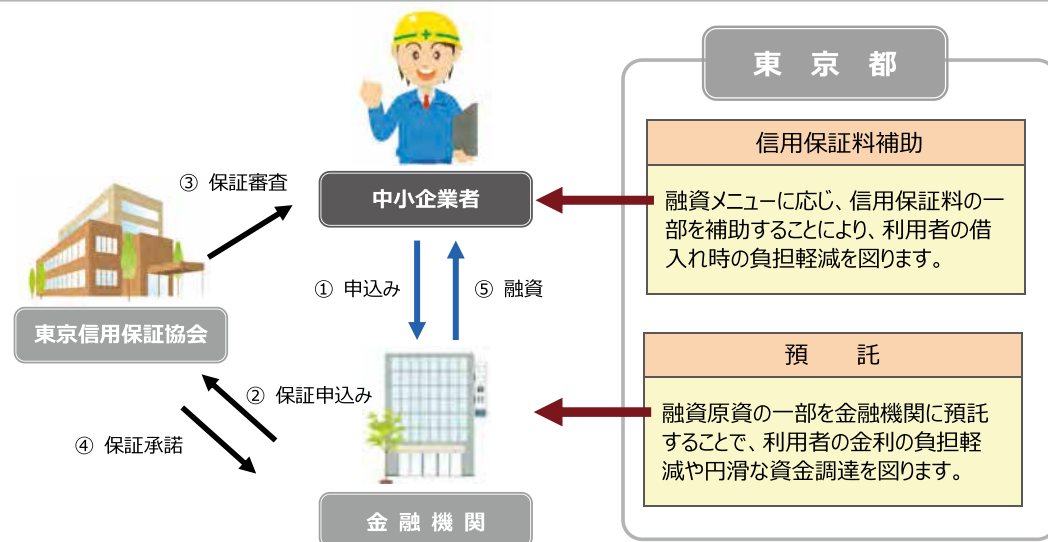 東 京 都
信用保証料補助
融資メニューに応じ、信用保証料の一
部を補助することにより、利用者の借
入れ時の負担軽減を図ります。
預 託
融資原資の一部を金融機関に預託
することで、利用者の金利の負担軽
減や円滑な資金調達を図ります。
中小企業者
③ 保証審査
① 申込み
⑤ 融資
東京信用保証協会
② 保証申込み
④ 保証承諾
金 融 機 関